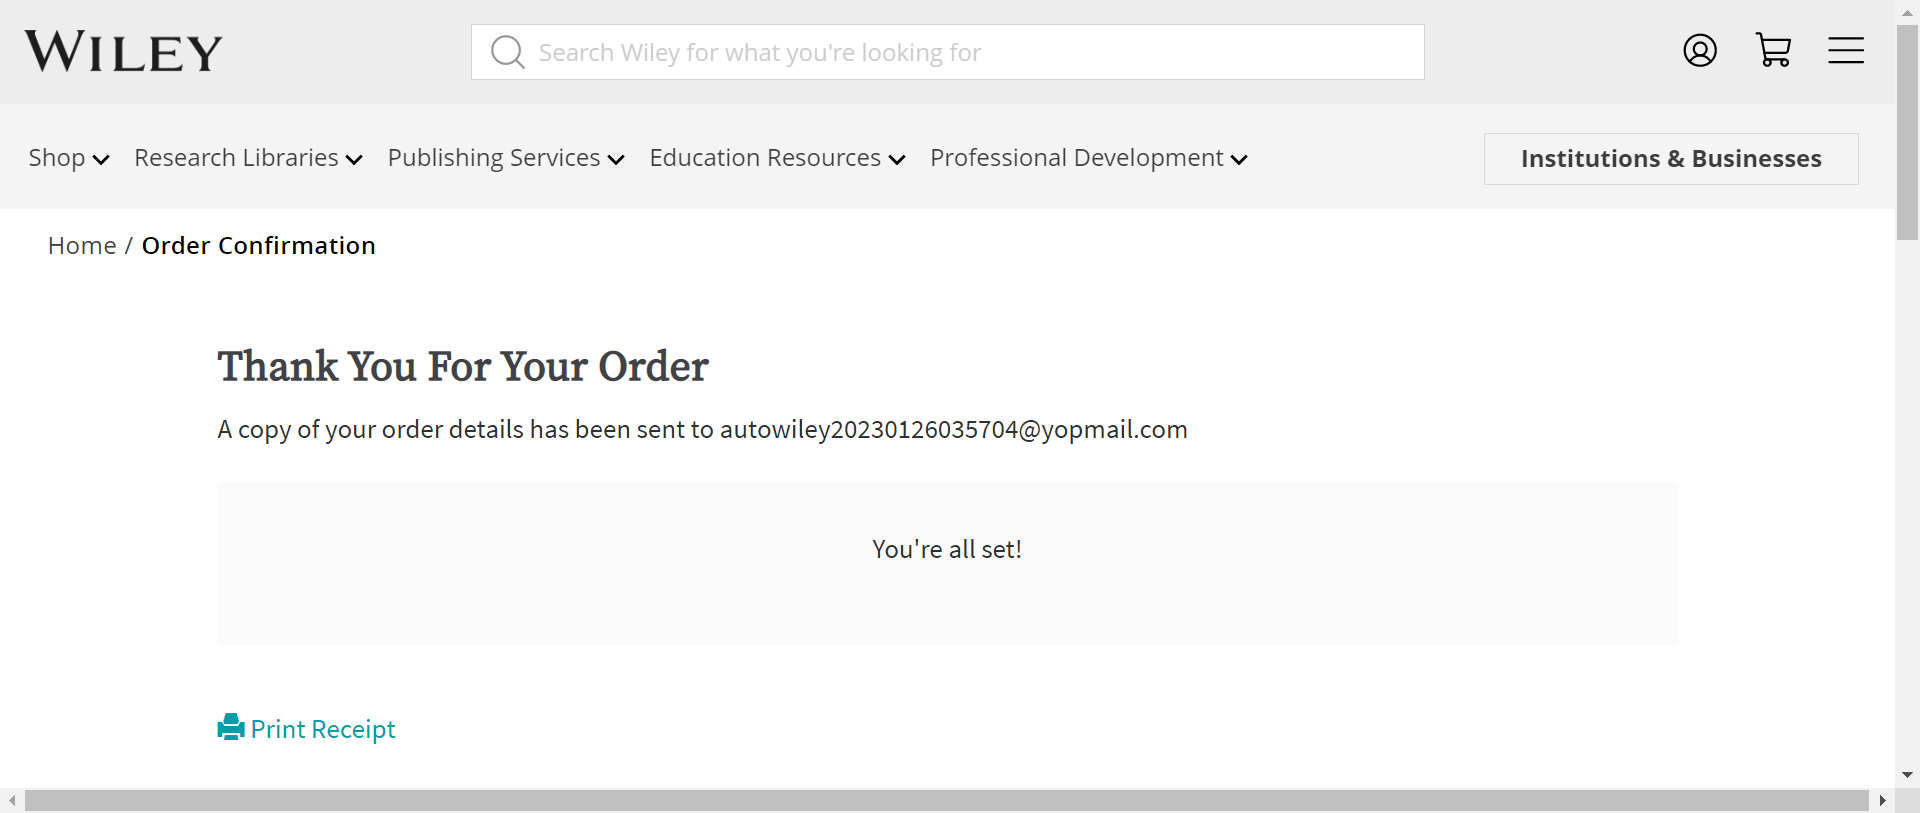 WILEY
Search Wiley for what you're looking for
Shop Research Libraries Publishing Services Education Resources Professional Development Institutions & Businesses
Home / Order Confirmation
Thank You For Your Order
A copy of your order details has been sent to autowiley20230126035704@yopmail.com
You're all set!
Print Receipt